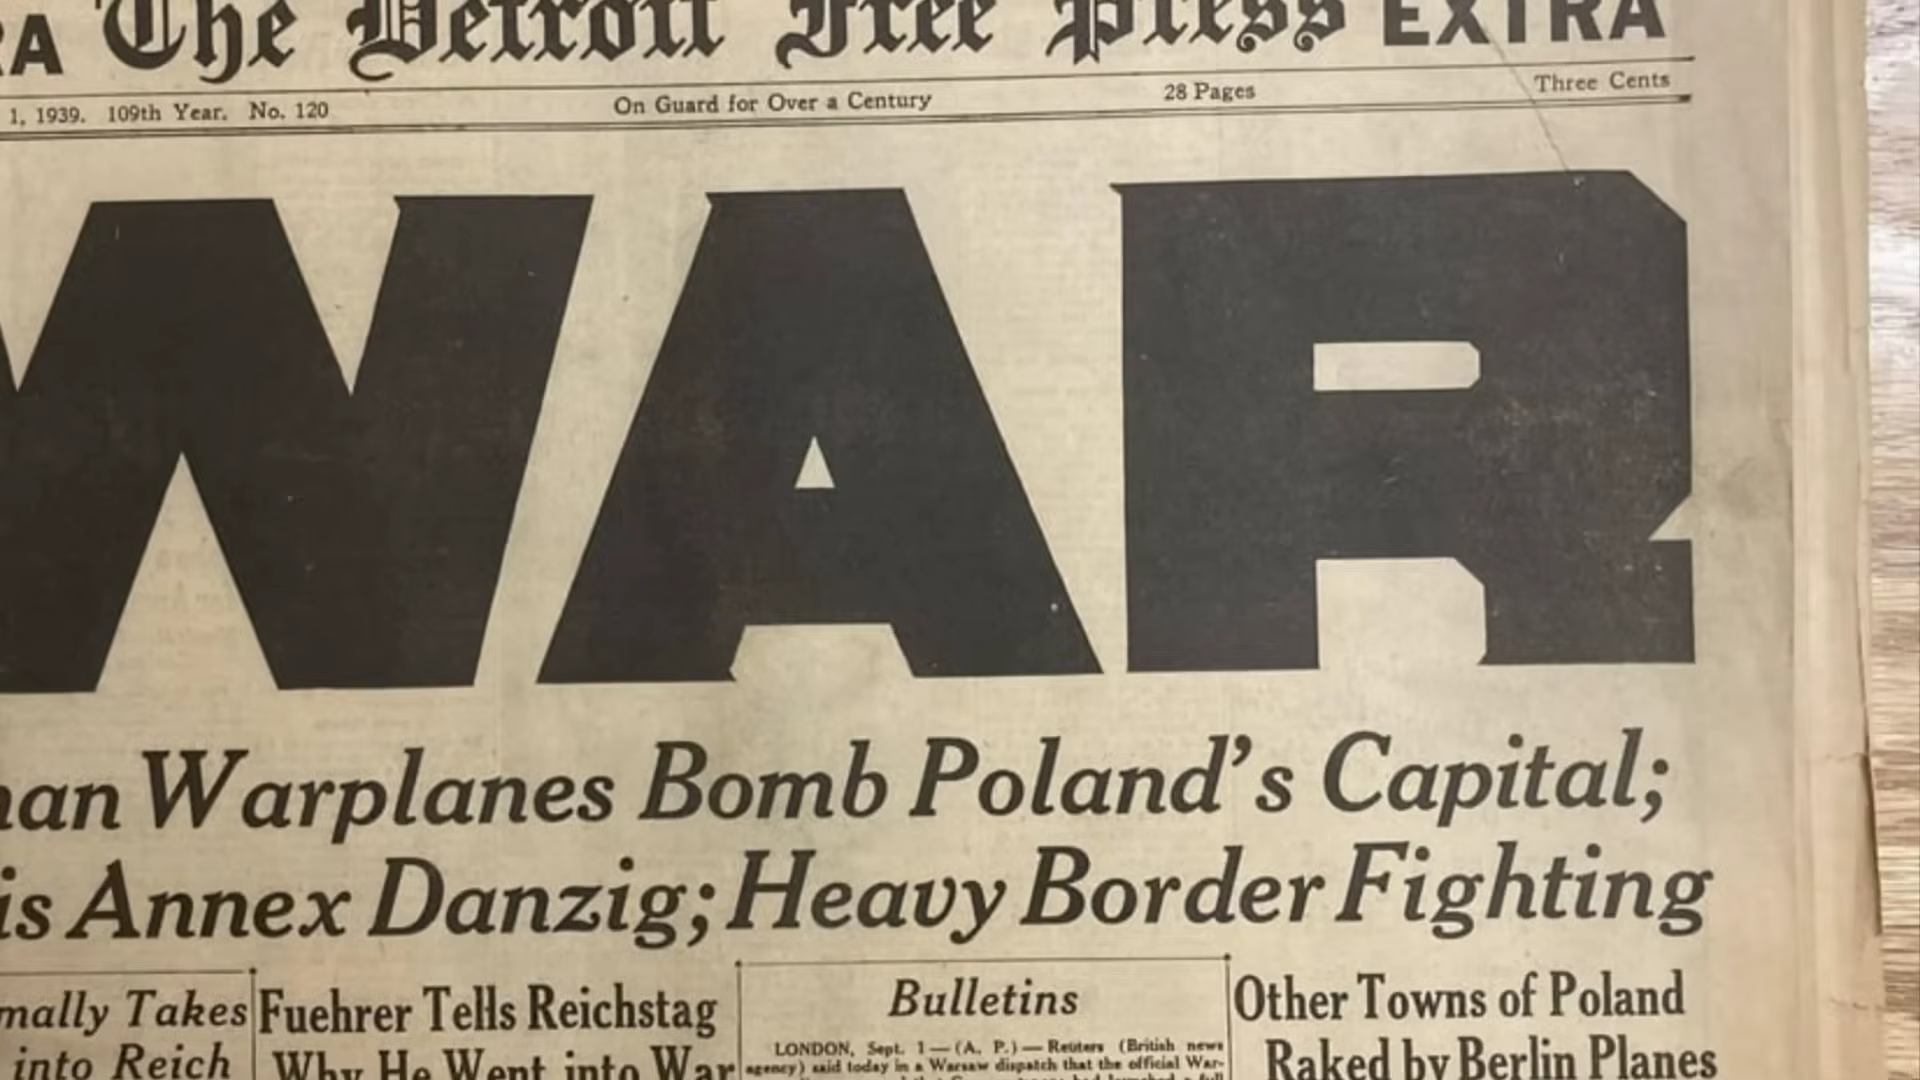 RA The Detroit Free Press EXTRA
1, 1939. 109th Year. No. 120 On Guard for Over a Century 28 Pages Three Cents
WAR
man Warplanes Bomb Poland's Capital;
is Annex Danzig; Heavy Border Fighting
mally Takes
into Reich
Fuehrer Tells Reichstag
Why He Went into War
Bulletins
LONDON, Sept. 1—(A. P.)—Reuters (British news
agency) said today in a Warsaw dispatch that the official War-
Other Towns of Poland
Raked by Berlin Planes